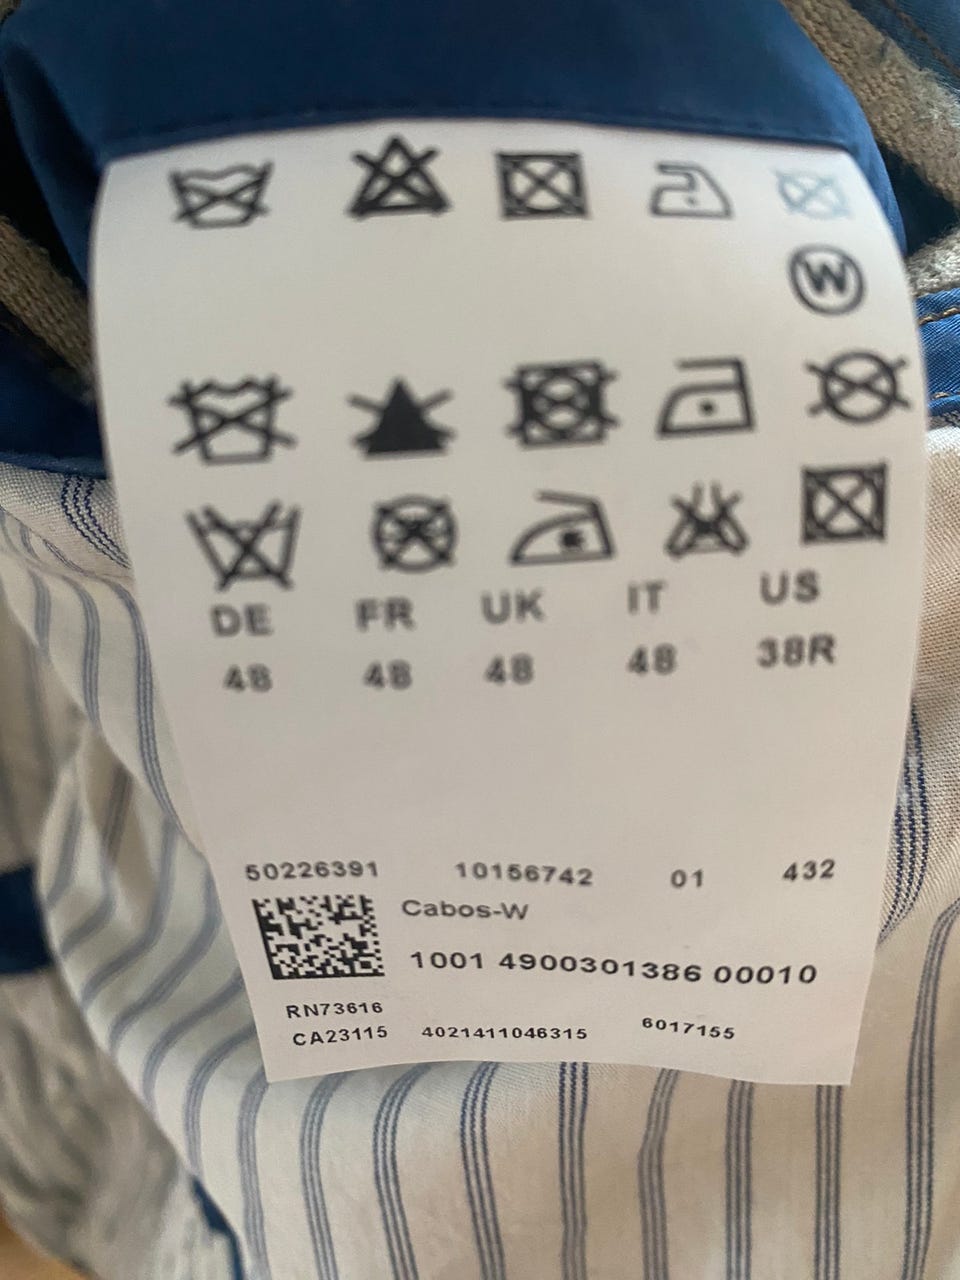 W
DE FR UK IT US
48 48 48 48 38R
50226391 10156742 01 432
Cabos-W
1001 4900301386 00010
RN73616
CA23115 4021411046315 6017155